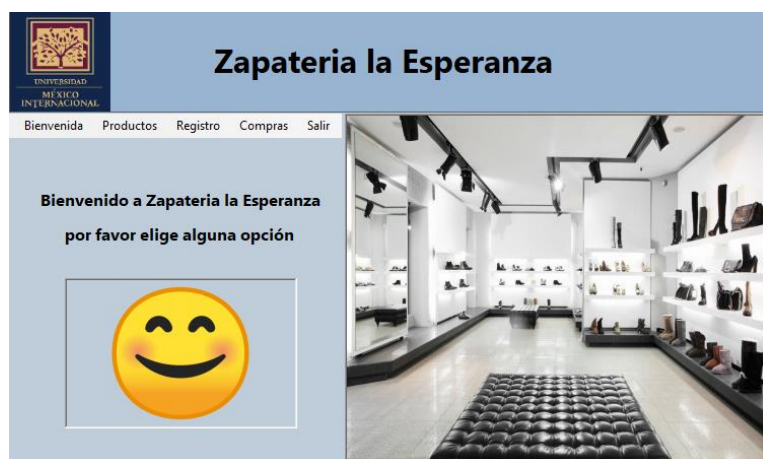 UNIVERSIDAD
MÉXICO
INTERNACIONAL
Zapateria la Esperanza
Bienvenida Productos Registro Compras Salir
Bienvenido a Zapateria la Esperanza
por favor elige alguna opción